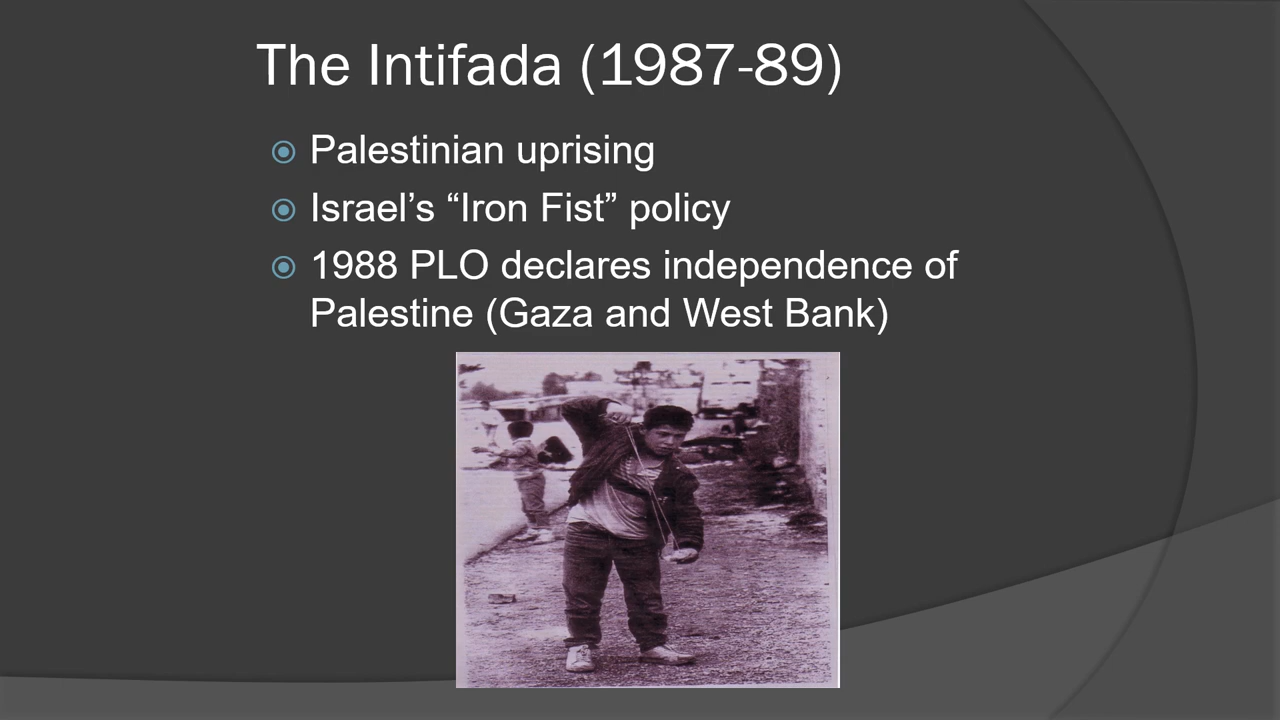 The Intifada (1987-89)
Palestinian uprising
Israel’s “Iron Fist” policy
1988 PLO declares independence of
Palestine (Gaza and West Bank)